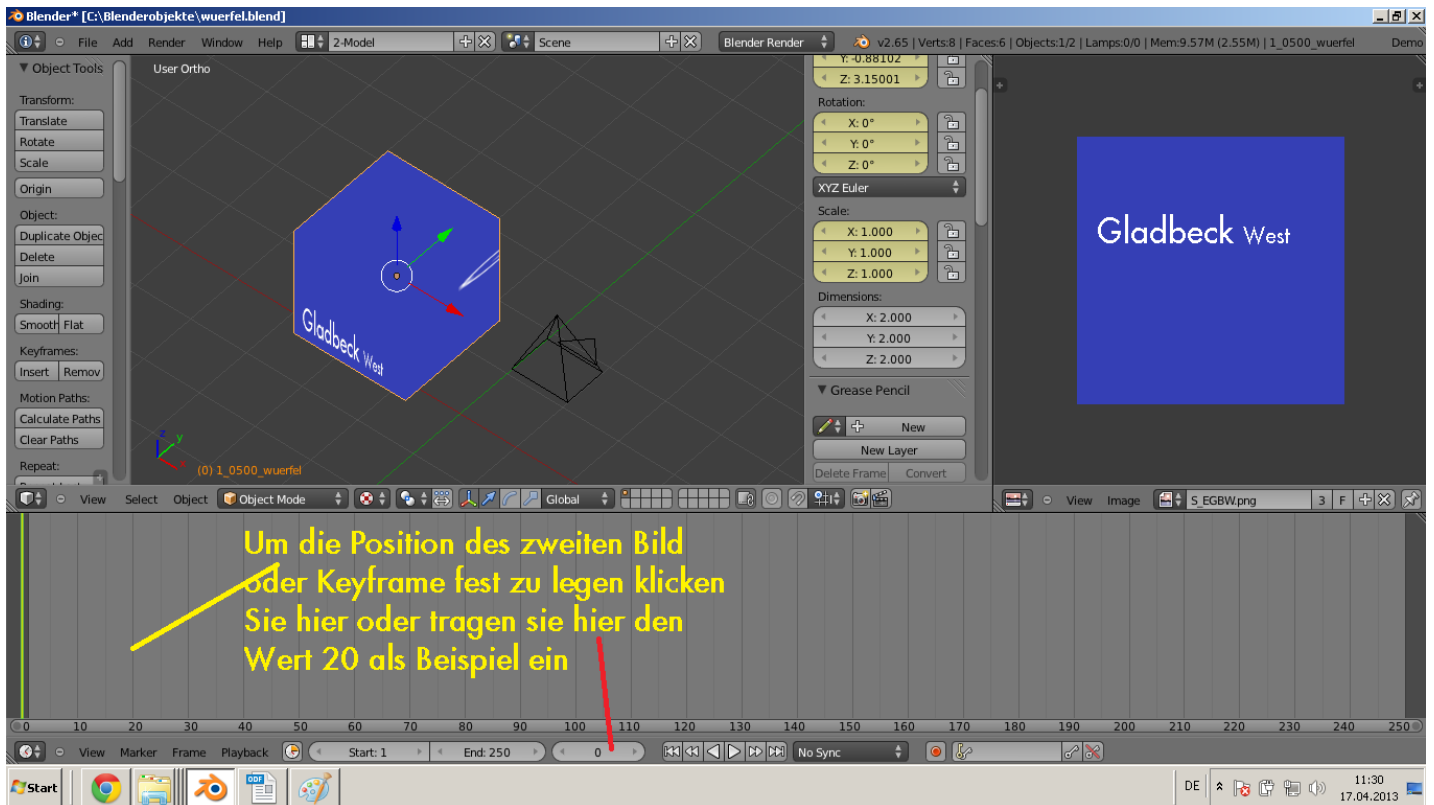 Blender* [C:\Blenderobjekte\wuerfel.blend]
File Add Render Window Help 2-Model Scene Blender Render v2.65 | Verts:8 | Faces:6 | Objects:1/2 | Lamps:0/0 | Mem:9.57M (2.55M) | 1_0500_wuerfel Demo
Object Tools
Transform:
Translate
Rotate
Scale
Origin
Object:
Duplicate Objec
Delete
Join
Shading:
Smooth Flat
Keyframes:
Insert Remov
Motion Paths:
Calculate Paths
Clear Paths
Repeat:
User Ortho
Gladbeck West
z y x
(0) 1_0500_wuerfel
Y: -0.88102
Z: 3.15001
Rotation:
X: 0°
Y: 0°
Z: 0°
XYZ Euler
Scale:
X: 1.000
Y: 1.000
Z: 1.000
Dimensions:
X: 2.000
Y: 2.000
Z: 2.000
Grease Pencil
New
New Layer
Delete Frame Convert
Gladbeck West
View Select Object Object Mode Global
View Image S_EGBW.png 3 F
Um die Position des zweiten Bild
oder Keyframe fest zu legen klicken
Sie hier oder tragen sie hier den
Wert 20 als Beispiel ein
0 10 20 30 40 50 60 70 80 90 100 110 120 130 140 150 160 170 180 190 200 210 220 230 240 250
View Marker Frame Playback Start: 1 End: 250 0 No Sync
Start ODF DE 11:30
17.04.2013